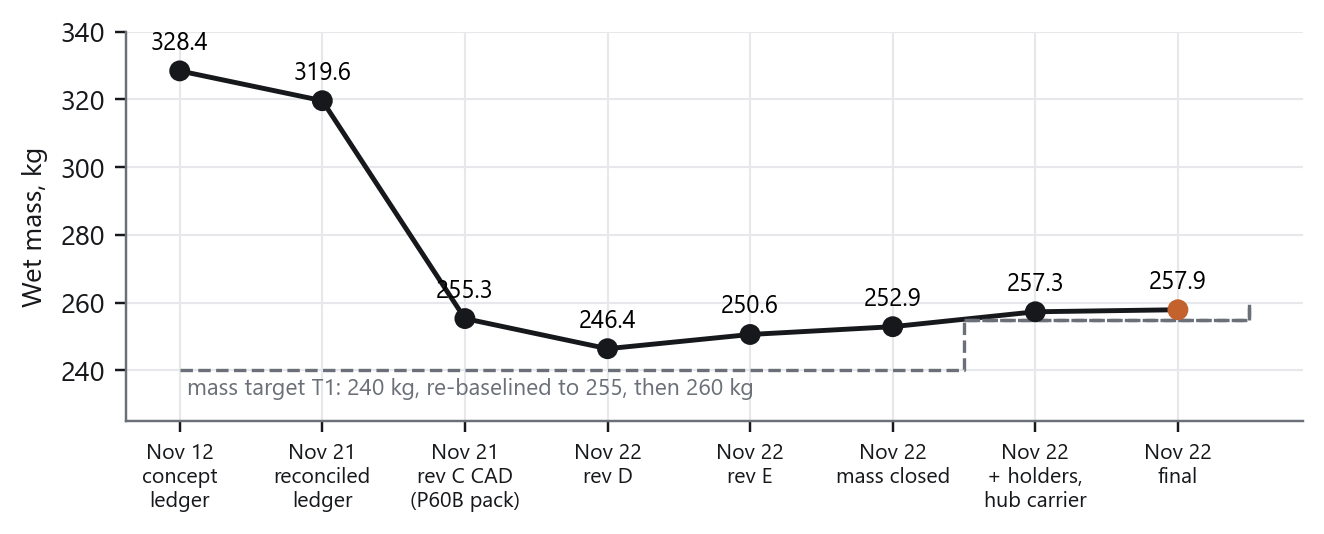 Wet mass, kg
340
320
300
280
260
240
328.4
319.6
255.3
246.4
250.6
252.9
257.3
257.9
mass target T1: 240 kg, re-baselined to 255, then 260 kg
Nov 12
concept
ledger
Nov 21
reconciled
ledger
Nov 21
rev C CAD
(P60B pack)
Nov 22
rev D
Nov 22
rev E
Nov 22
mass closed
Nov 22
+ holders,
hub carrier
Nov 22
final